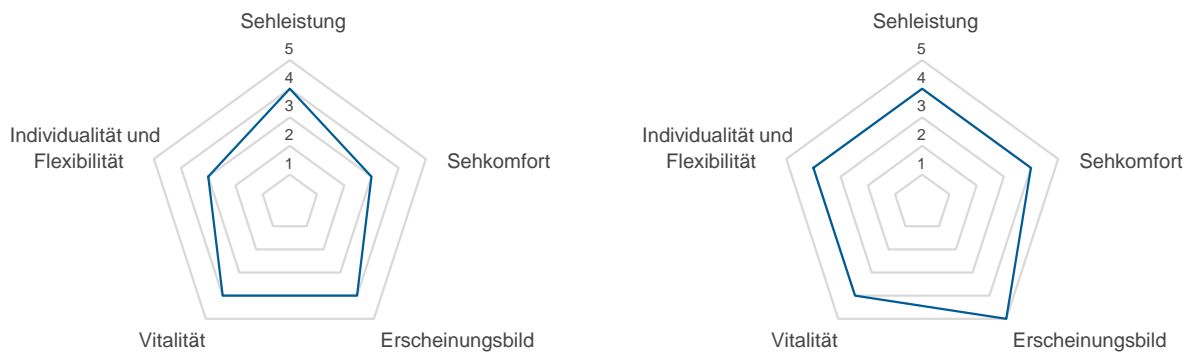 Sehleistung
5
4
3
2
1
Individualität und
Flexibilität
Sehkomfort
Vitalität
Erscheinungsbild
Sehleistung
5
4
3
2
1
Individualität und
Flexibilität
Sehkomfort
Vitalität
Erscheinungsbild